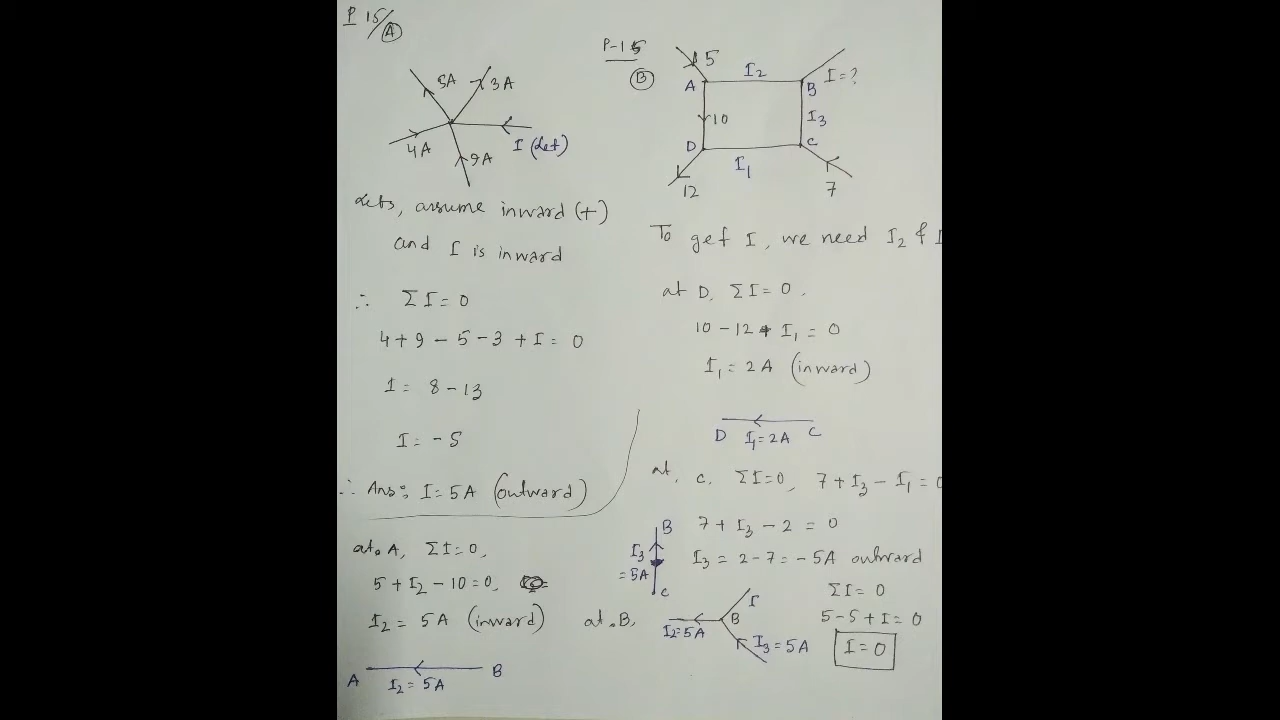 P 15/A
5A
3A
4A
9A
I (Let)
Lets, assume inward (+)
and I is inward
∴ ΣI = 0
4 + 9 - 5 - 3 + I = 0
I = 8 - 13
I = - 5
∴ Ans: I = 5A (outward)
P-15
B
5
A
I2
B
I = ?
10
I3
D
I1
C
12
7
To get I, we need I2 &
at D, ΣI = 0.
10 - 12 + I1 = 0
I1 = 2A (inward)
D I1 = 2A C
at, C, ΣI = 0, 7 + I3 - I1 = 0
7 + I3 - 2 = 0
I3 = 2 - 7 = - 5A outward
B
I3
= 5A
C
at. A, ΣI = 0,
5 + I2 - 10 = 0,
I2 = 5A (inward)
A I2 = 5A B
at. B,
I
B
I2 = 5A
I3 = 5A
ΣI = 0
5 - 5 + I = 0
I = 0